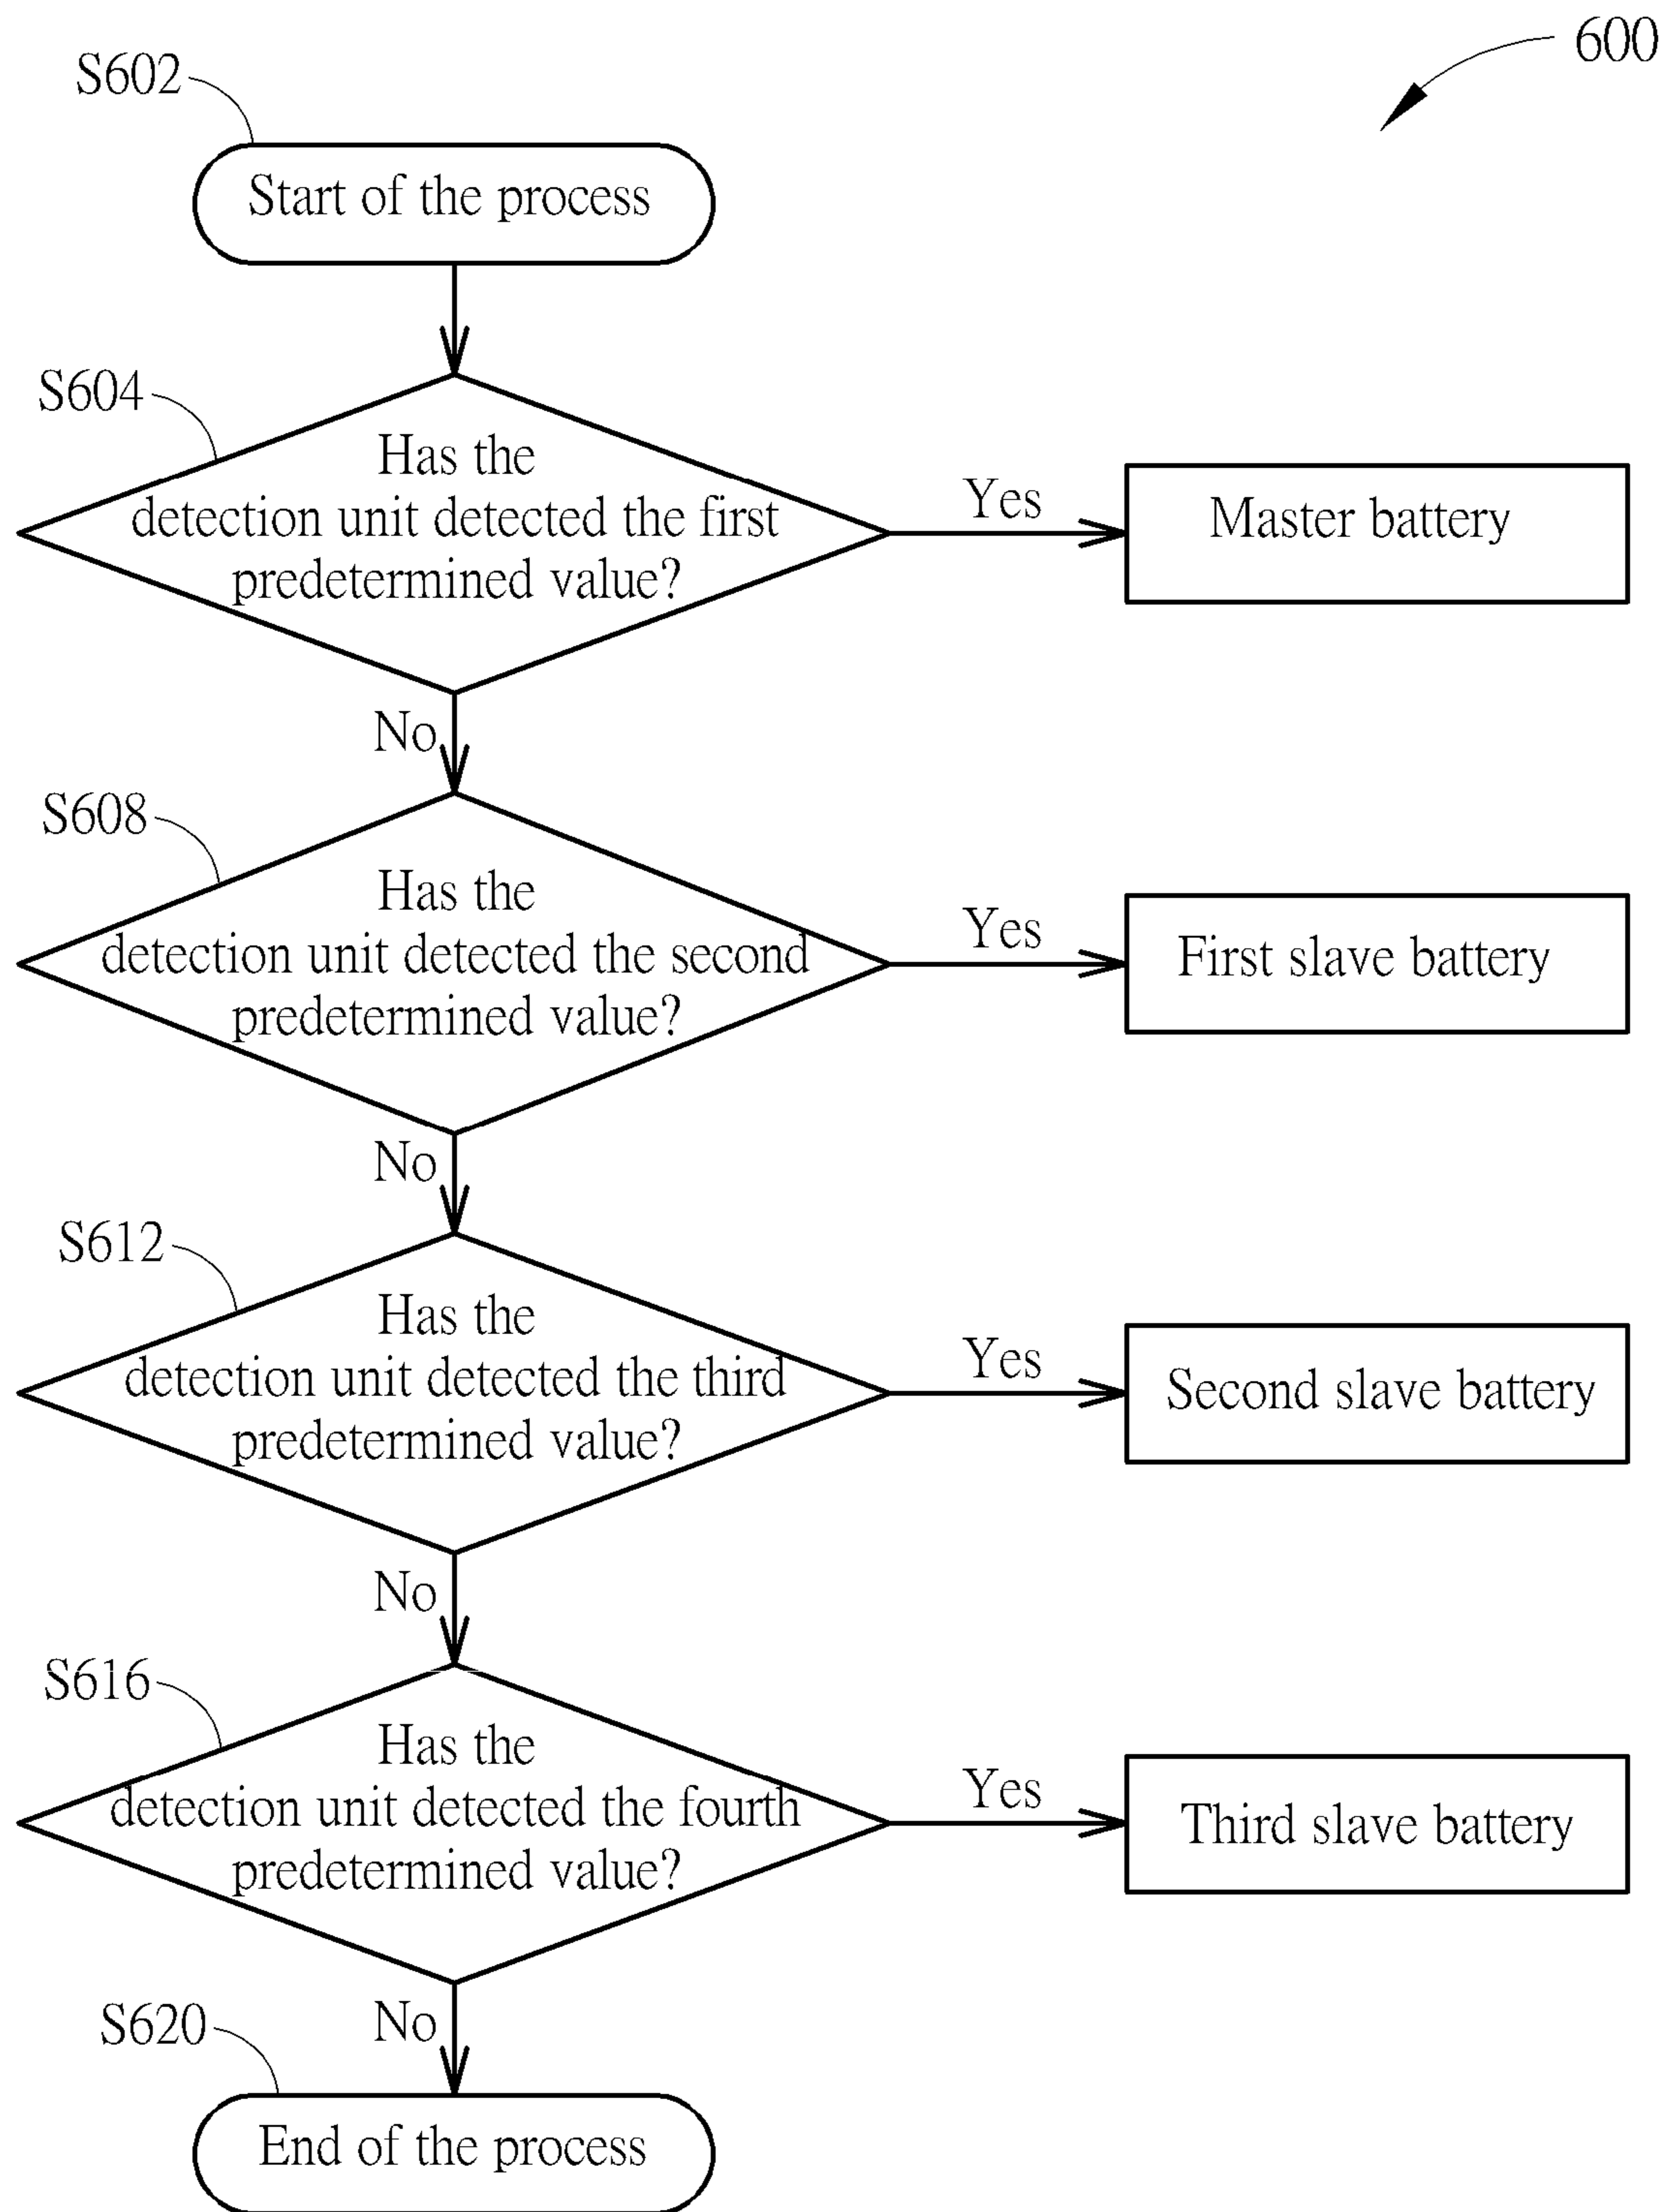 600
S602
Start of the process
S604
Has the
detection unit detected the first
predetermined value?
Yes
Master battery
No
S608
Has the
detection unit detected the second
predetermined value?
Yes
First slave battery
No
S612
Has the
detection unit detected the third
predetermined value?
Yes
Second slave battery
No
S616
Has the
detection unit detected the fourth
predetermined value?
Yes
Third slave battery
No
S620
End of the process